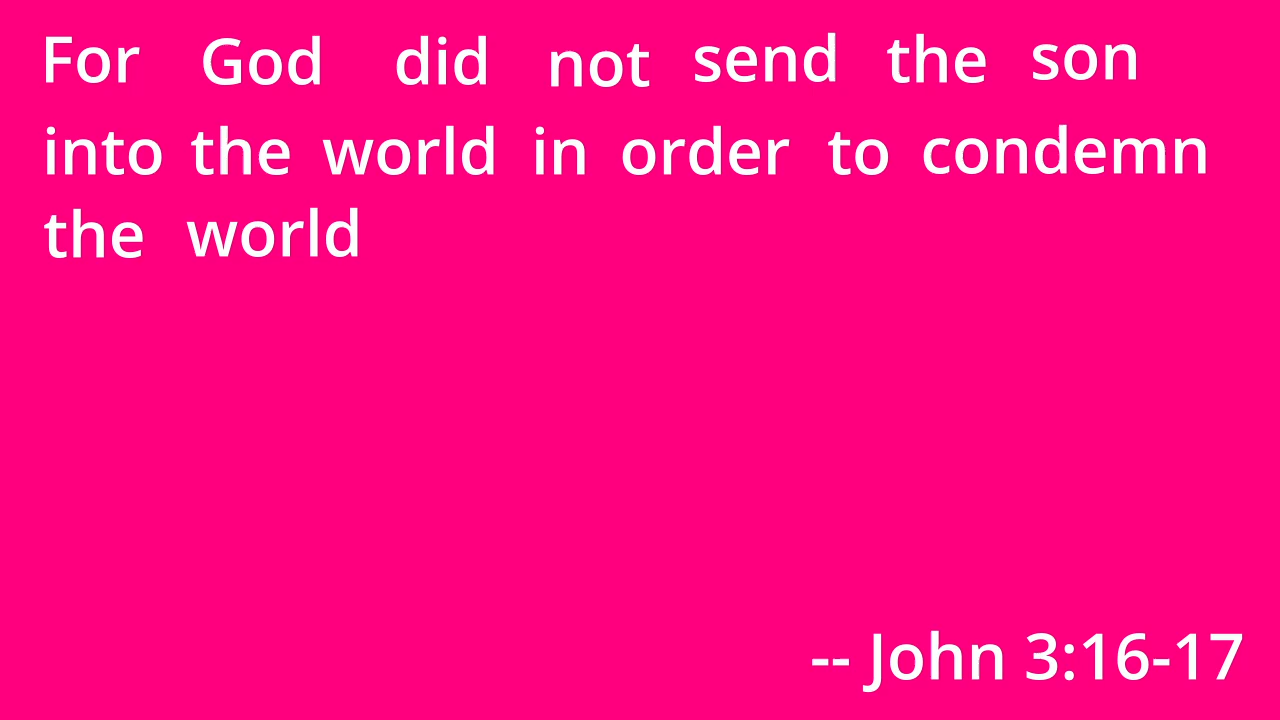 For God did not send the son
into the world in order to condemn
the world
-- John 3:16-17